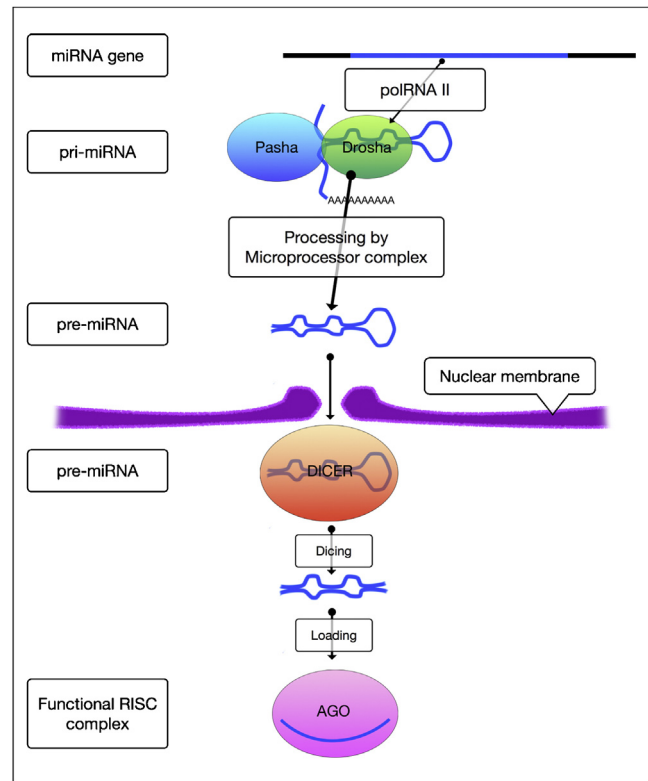 miRNA gene
polRNA II
pri-miRNA
Pasha
Drosha
AAAAAAAAAA
Processing by
Microprocessor complex
pre-miRNA
Nuclear membrane
pre-miRNA
DICER
Dicing
Loading
Functional RISC
complex
AGO